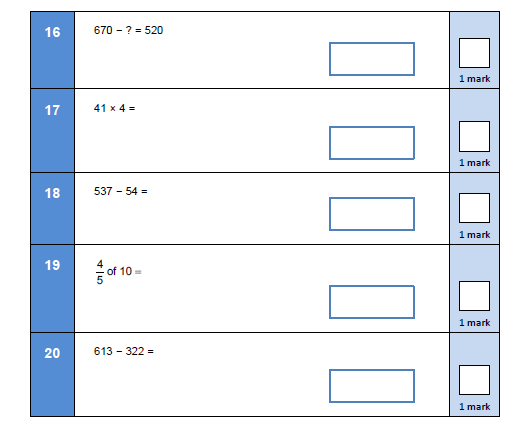 16
670 − ? = 520
1 mark
17
41 × 4 =
1 mark
18
537 − 54 =
1 mark
19
4/5 of 10 =
1 mark
20
613 − 322 =
1 mark